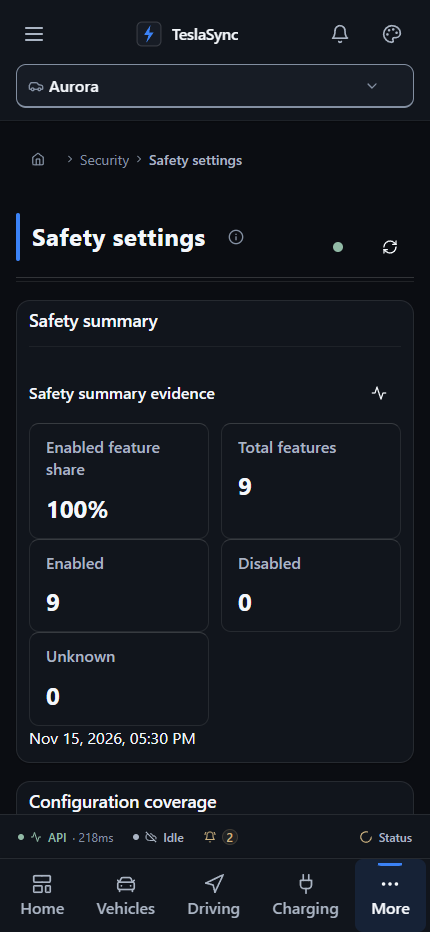 TeslaSync
Aurora
Security
Safety settings
Safety settings
Safety summary
Safety summary evidence
Enabled feature share
100%
Total features
9
Enabled
9
Disabled
0
Unknown
0
Nov 15, 2026, 05:30 PM
Configuration coverage
API · 218ms
Idle
2
Status
Home
Vehicles
Driving
Charging
More